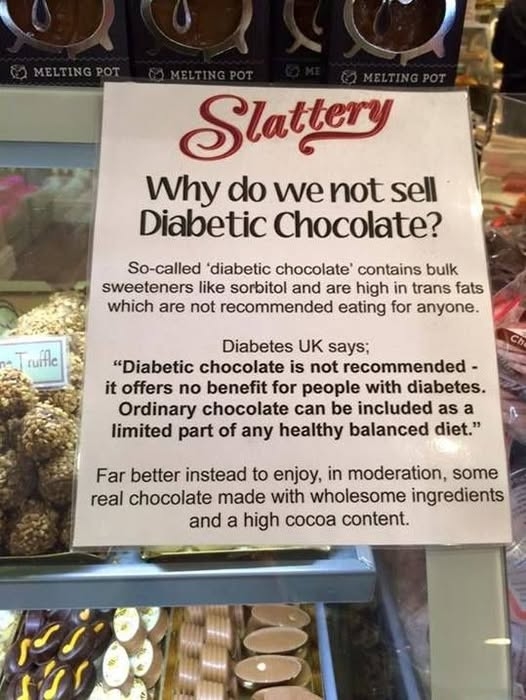 MELTING POT
MELTING POT
ME
MELTING POT
Slattery
Why do we not sell
Diabetic Chocolate?
So-called 'diabetic chocolate' contains bulk
sweeteners like sorbitol and are high in trans fats
which are not recommended eating for anyone.
Diabetes UK says;
"Diabetic chocolate is not recommended -
it offers no benefit for people with diabetes.
Ordinary chocolate can be included as a
limited part of any healthy balanced diet."
Truffle
Far better instead to enjoy, in moderation, some
real chocolate made with wholesome ingredients
and a high cocoa content.